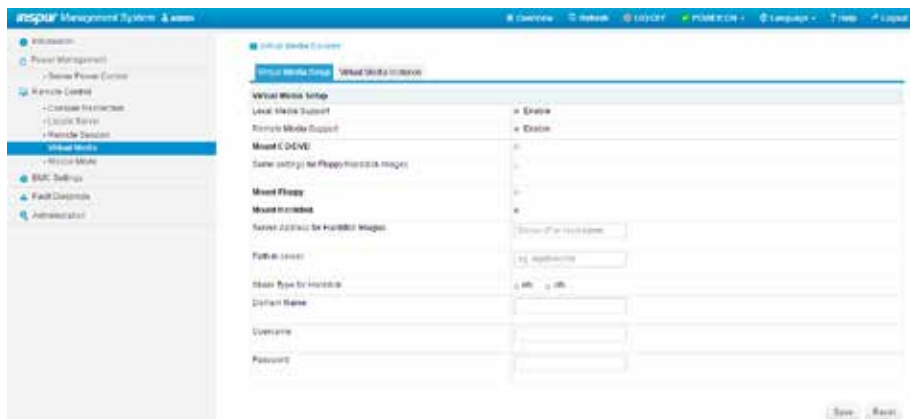 inspur Management System admin
Overview Refresh UID OFF POWER ON Language Help Logout
Information
Power Management
Server Power Control
Remote Control
Console Redirection
Locate Server
Remote Session
Virtual Media
Mouse Mode
BMC Settings
Fault Diagnosis
Administration
Virtual Media
Virtual Media Setup Virtual Media Instance
Virtual Media Setup
Local Media Support Enable
Remote Media Support Enable
Mount CD/DVD
Same settings for Floppy/Harddisk Images
Mount Floppy
Mount Harddisk
Server Address for Harddisk Images
Path in server
Share Type for Harddisk nfs cifs
Domain Name
Username
Password
Save Reset